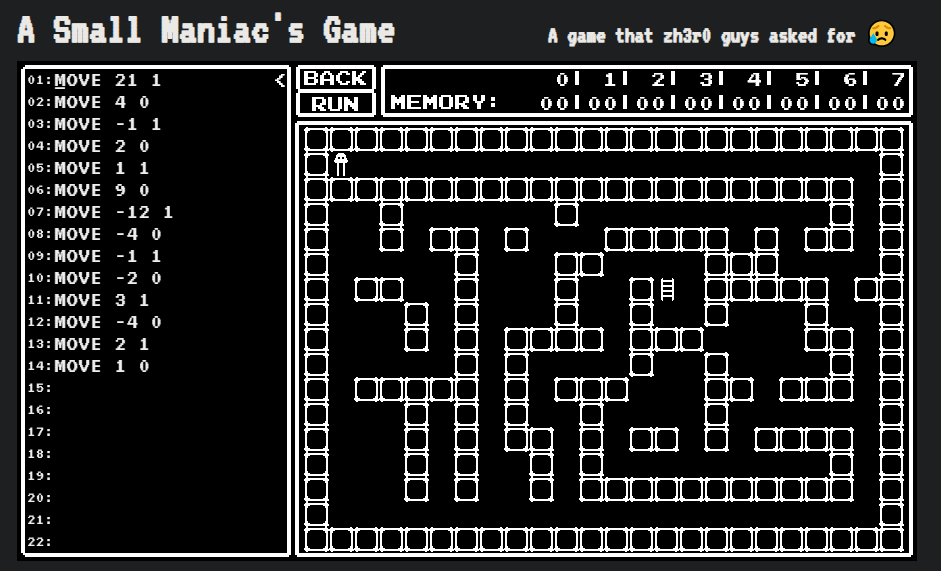 A Small Maniac's Game
A game that zh3r0 guys asked for 😥
01:MOVE 21 1 <
02:MOVE 4 0
03:MOVE -1 1
04:MOVE 2 0
05:MOVE 1 1
06:MOVE 9 0
07:MOVE -12 1
08:MOVE -4 0
09:MOVE -1 1
10:MOVE -2 0
11:MOVE 3 1
12:MOVE -4 0
13:MOVE 2 1
14:MOVE 1 0
15:
16:
17:
18:
19:
20:
21:
22:
BACK
RUN
0| 1| 2| 3| 4| 5| 6| 7
MEMORY: 00|00|00|00|00|00|00|00